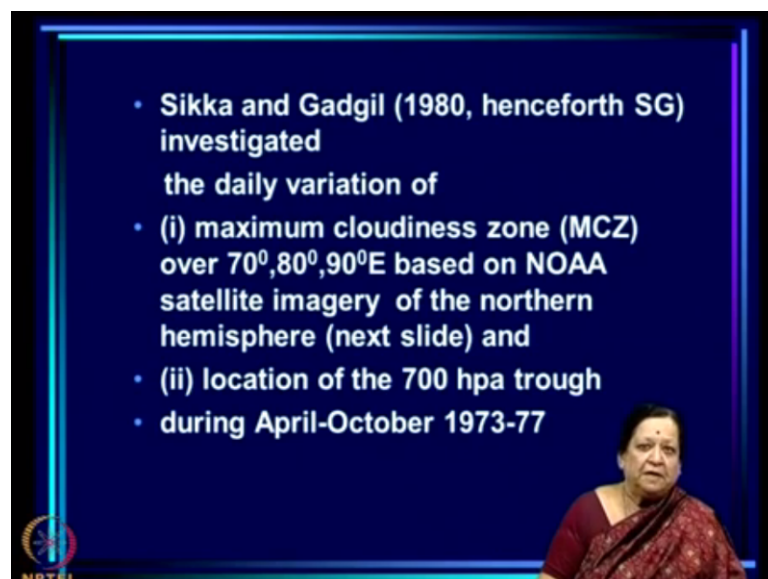 • Sikka and Gadgil (1980, henceforth SG)
investigated
the daily variation of
• (i) maximum cloudiness zone (MCZ)
over 70⁰,80⁰,90⁰E based on NOAA
satellite imagery of the northern
hemisphere (next slide) and
• (ii) location of the 700 hpa trough
• during April-October 1973-77
NPTEL